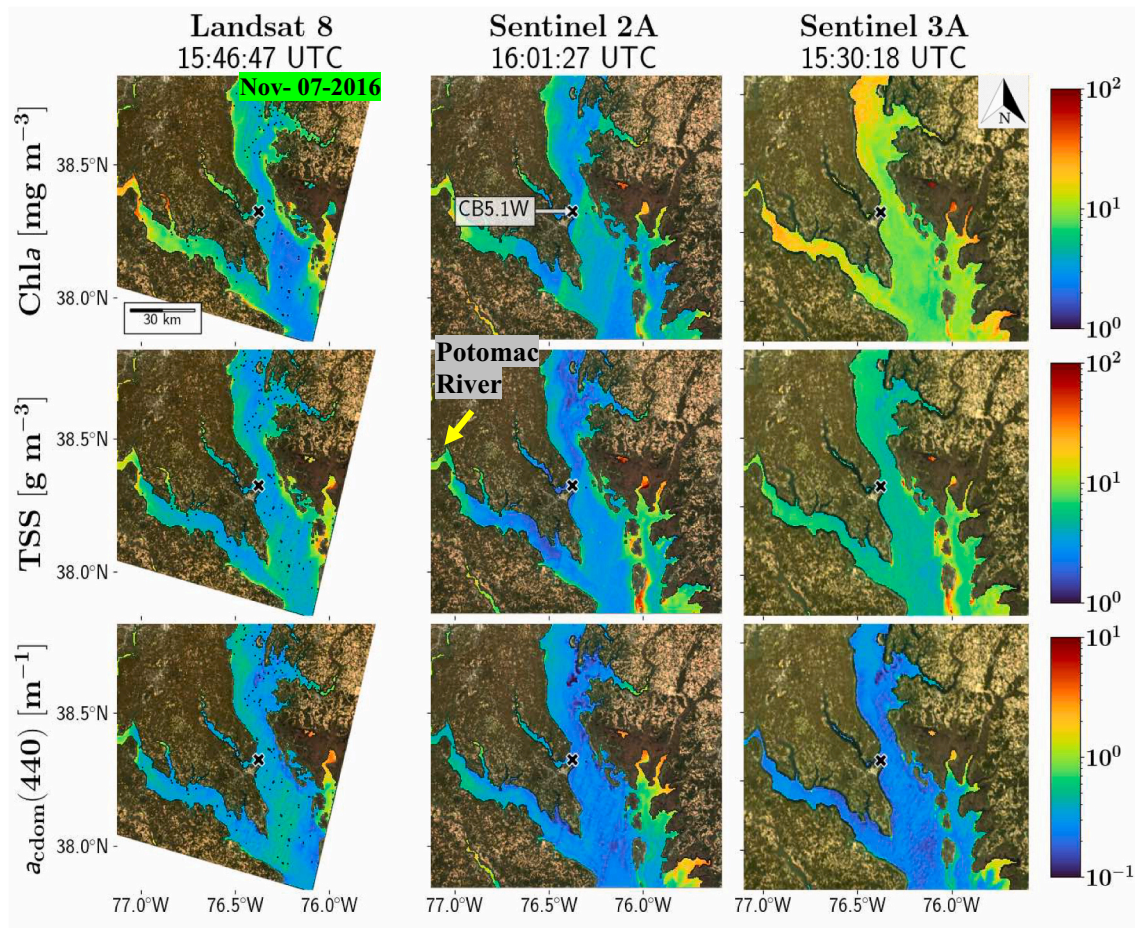 Landsat 8
15:46:47 UTC
Sentinel 2A
16:01:27 UTC
Sentinel 3A
15:30:18 UTC
Nov- 07-2016
N
Chla [mg m⁻³]
38.5°N
38.0°N
30 km
CB5.1W
10²
10¹
10⁰
TSS [g m⁻³]
38.5°N
38.0°N
Potomac
River
10²
10¹
10⁰
a_cdom(440) [m⁻¹]
38.5°N
38.0°N
10¹
10⁰
10⁻¹
77.0°W 76.5°W 76.0°W
77.0°W 76.5°W 76.0°W
77.0°W 76.5°W 76.0°W